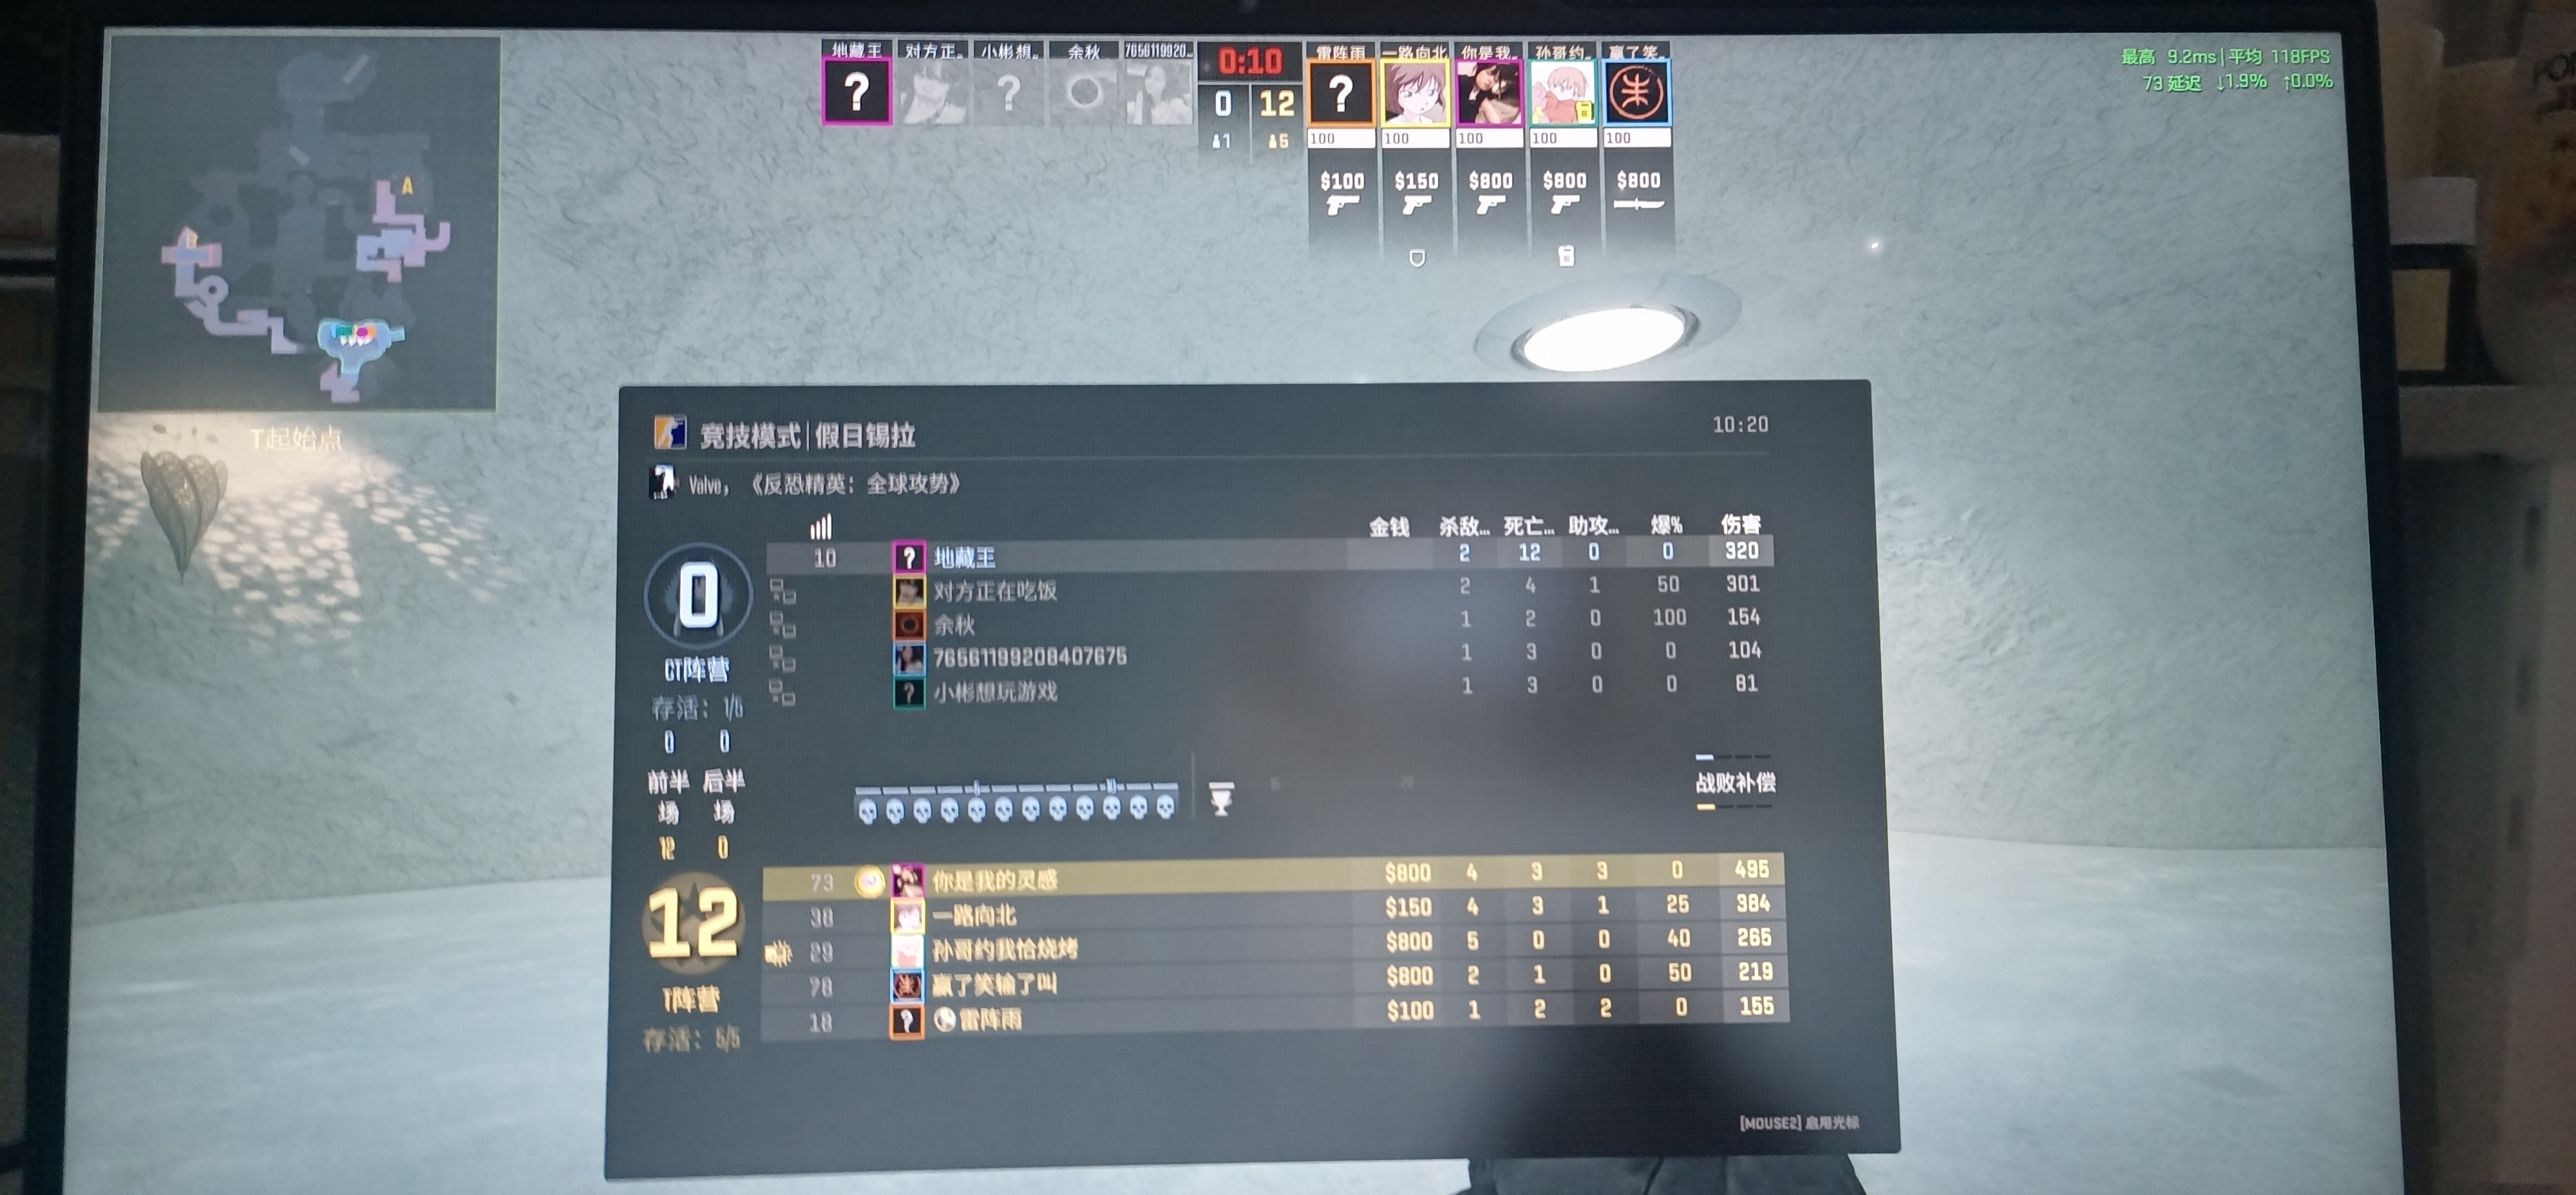 地藏王 对方正… 小彬想… 余秋 7656119920… 0:10 雷阵雨 一路向北 你是我… 孙哥约… 赢了笑…
最高 9.2ms|平均 118FPS
73 延迟 ↓1.9% ↑0.0%
? ? 0 12 ?
1 5 100 100 100 100 100
$100 $150 $800 $800 $800
A
T起始点
竞技模式|假日锡拉 10:20
Valve，《反恐精英：全球攻势》
金钱 杀敌… 死亡… 助攻… 爆% 伤害
10 ? 地藏王 2 12 0 0 320
对方正在吃饭 2 4 1 50 301
余秋 1 2 0 100 154
76561199208407675 1 3 0 0 104
? 小彬想玩游戏 1 3 0 0 81
0
CT阵营
存活：1/5
0 0
前半场 后半场
5 10
战败补偿
12 0
12
T阵营
存活：5/5
73 你是我的灵感 $800 4 3 3 0 495
38 一路向北 $150 4 3 1 25 384
29 孙哥约我恰烧烤 $800 5 0 0 40 265
78 赢了笑输了叫 $800 2 1 0 50 219
18 ? 雷阵雨 $100 1 2 2 0 155
[MOUSE2] 启用光标